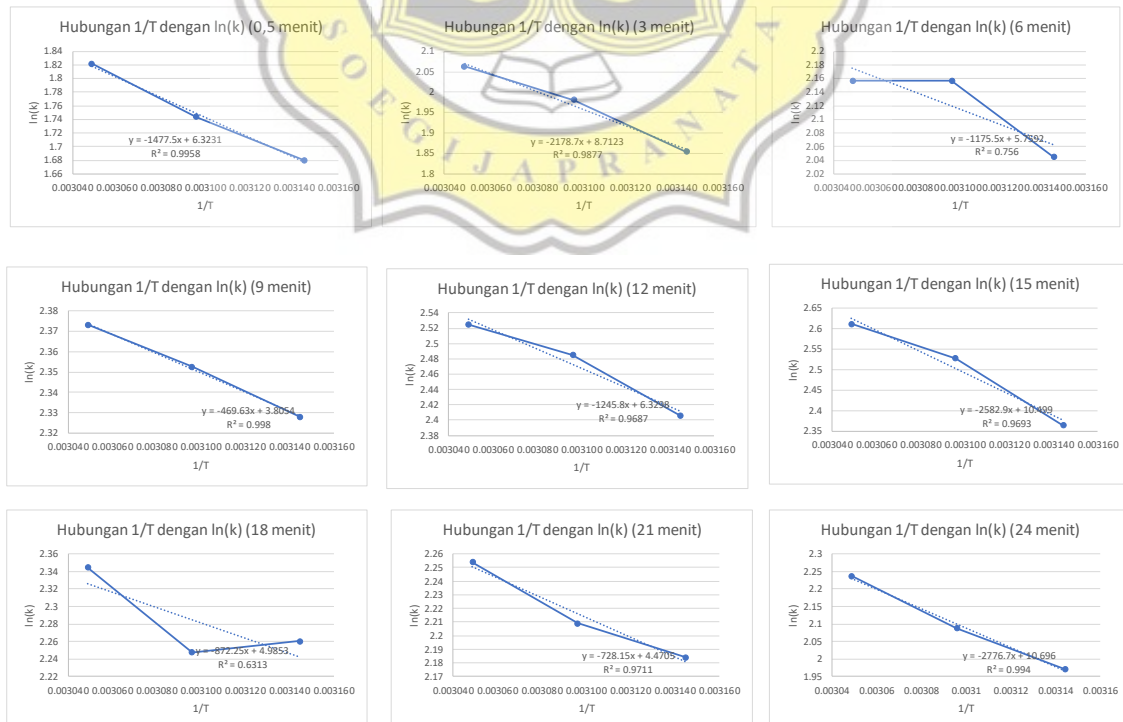 Hubungan 1/T dengan ln(k) (0,5 menit)
1.84
1.82
1.8
1.78
1.76
1.74
1.72
1.7
1.68
1.66
ln(k)
y = -1477.5x + 6.3231
R² = 0.9958
0.003040 0.003060 0.003080 0.003100 0.003120 0.003140 0.003160
1/T
Hubungan 1/T dengan ln(k) (3 menit)
2.1
2.05
2
1.95
1.9
1.85
1.8
ln(k)
y = -2178.7x + 8.7123
R² = 0.9877
0.003040 0.003060 0.003080 0.003100 0.003120 0.003140 0.003160
1/T
Hubungan 1/T dengan ln(k) (6 menit)
2.2
2.18
2.16
2.14
2.12
2.1
2.08
2.06
2.04
2.02
ln(k)
y = -1175.5x + 5.7592
R² = 0.756
0.003040 0.003060 0.003080 0.003100 0.003120 0.003140 0.003160
1/T
SOEGIJAPRANATA
Hubungan 1/T dengan ln(k) (9 menit)
2.38
2.37
2.36
2.35
2.34
2.33
2.32
ln(k)
y = -469.63x + 3.8054
R² = 0.998
0.003040 0.003060 0.003080 0.003100 0.003120 0.003140 0.003160
1/T
Hubungan 1/T dengan ln(k) (12 menit)
2.54
2.52
2.5
2.48
2.46
2.44
2.42
2.4
2.38
ln(k)
y = -1245.8x + 6.3298
R² = 0.9687
0.003040 0.003060 0.003080 0.003100 0.003120 0.003140 0.003160
1/T
Hubungan 1/T dengan ln(k) (15 menit)
2.65
2.6
2.55
2.5
2.45
2.4
2.35
ln(k)
y = -2582.9x + 10.499
R² = 0.9693
0.003040 0.003060 0.003080 0.003100 0.003120 0.003140 0.003160
1/T
Hubungan 1/T dengan ln(k) (18 menit)
2.36
2.34
2.32
2.3
2.28
2.26
2.24
2.22
ln(k)
y = -872.25x + 4.9853
R² = 0.6313
0.003040 0.003060 0.003080 0.003100 0.003120 0.003140 0.003160
1/T
Hubungan 1/T dengan ln(k) (21 menit)
2.26
2.25
2.24
2.23
2.22
2.21
2.2
2.19
2.18
2.17
ln(k)
y = -728.15x + 4.4705
R² = 0.9711
0.003040 0.003060 0.003080 0.003100 0.003120 0.003140 0.003160
1/T
Hubungan 1/T dengan ln(k) (24 menit)
2.3
2.25
2.2
2.15
2.1
2.05
2
1.95
ln(k)
y = -2776.7x + 10.696
R² = 0.994
0.00304 0.00306 0.00308 0.0031 0.00312 0.00314 0.00316
1/T